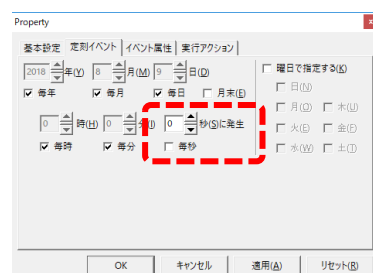 Property
x
基本設定 定刻イベント イベント属性 実行アクション
2018 年(Y) 8 月(M) 9 日(D) 曜日で指定する(K)
毎年 毎月 毎日 月末(E) 日(N)
月(O) 木(U)
0 時(H) 0 分(I) 0 秒(S)に発生 火(E) 金(F)
毎時 毎分 毎秒 水(W) 土(T)
OK キャンセル 適用(A) リセット(R)